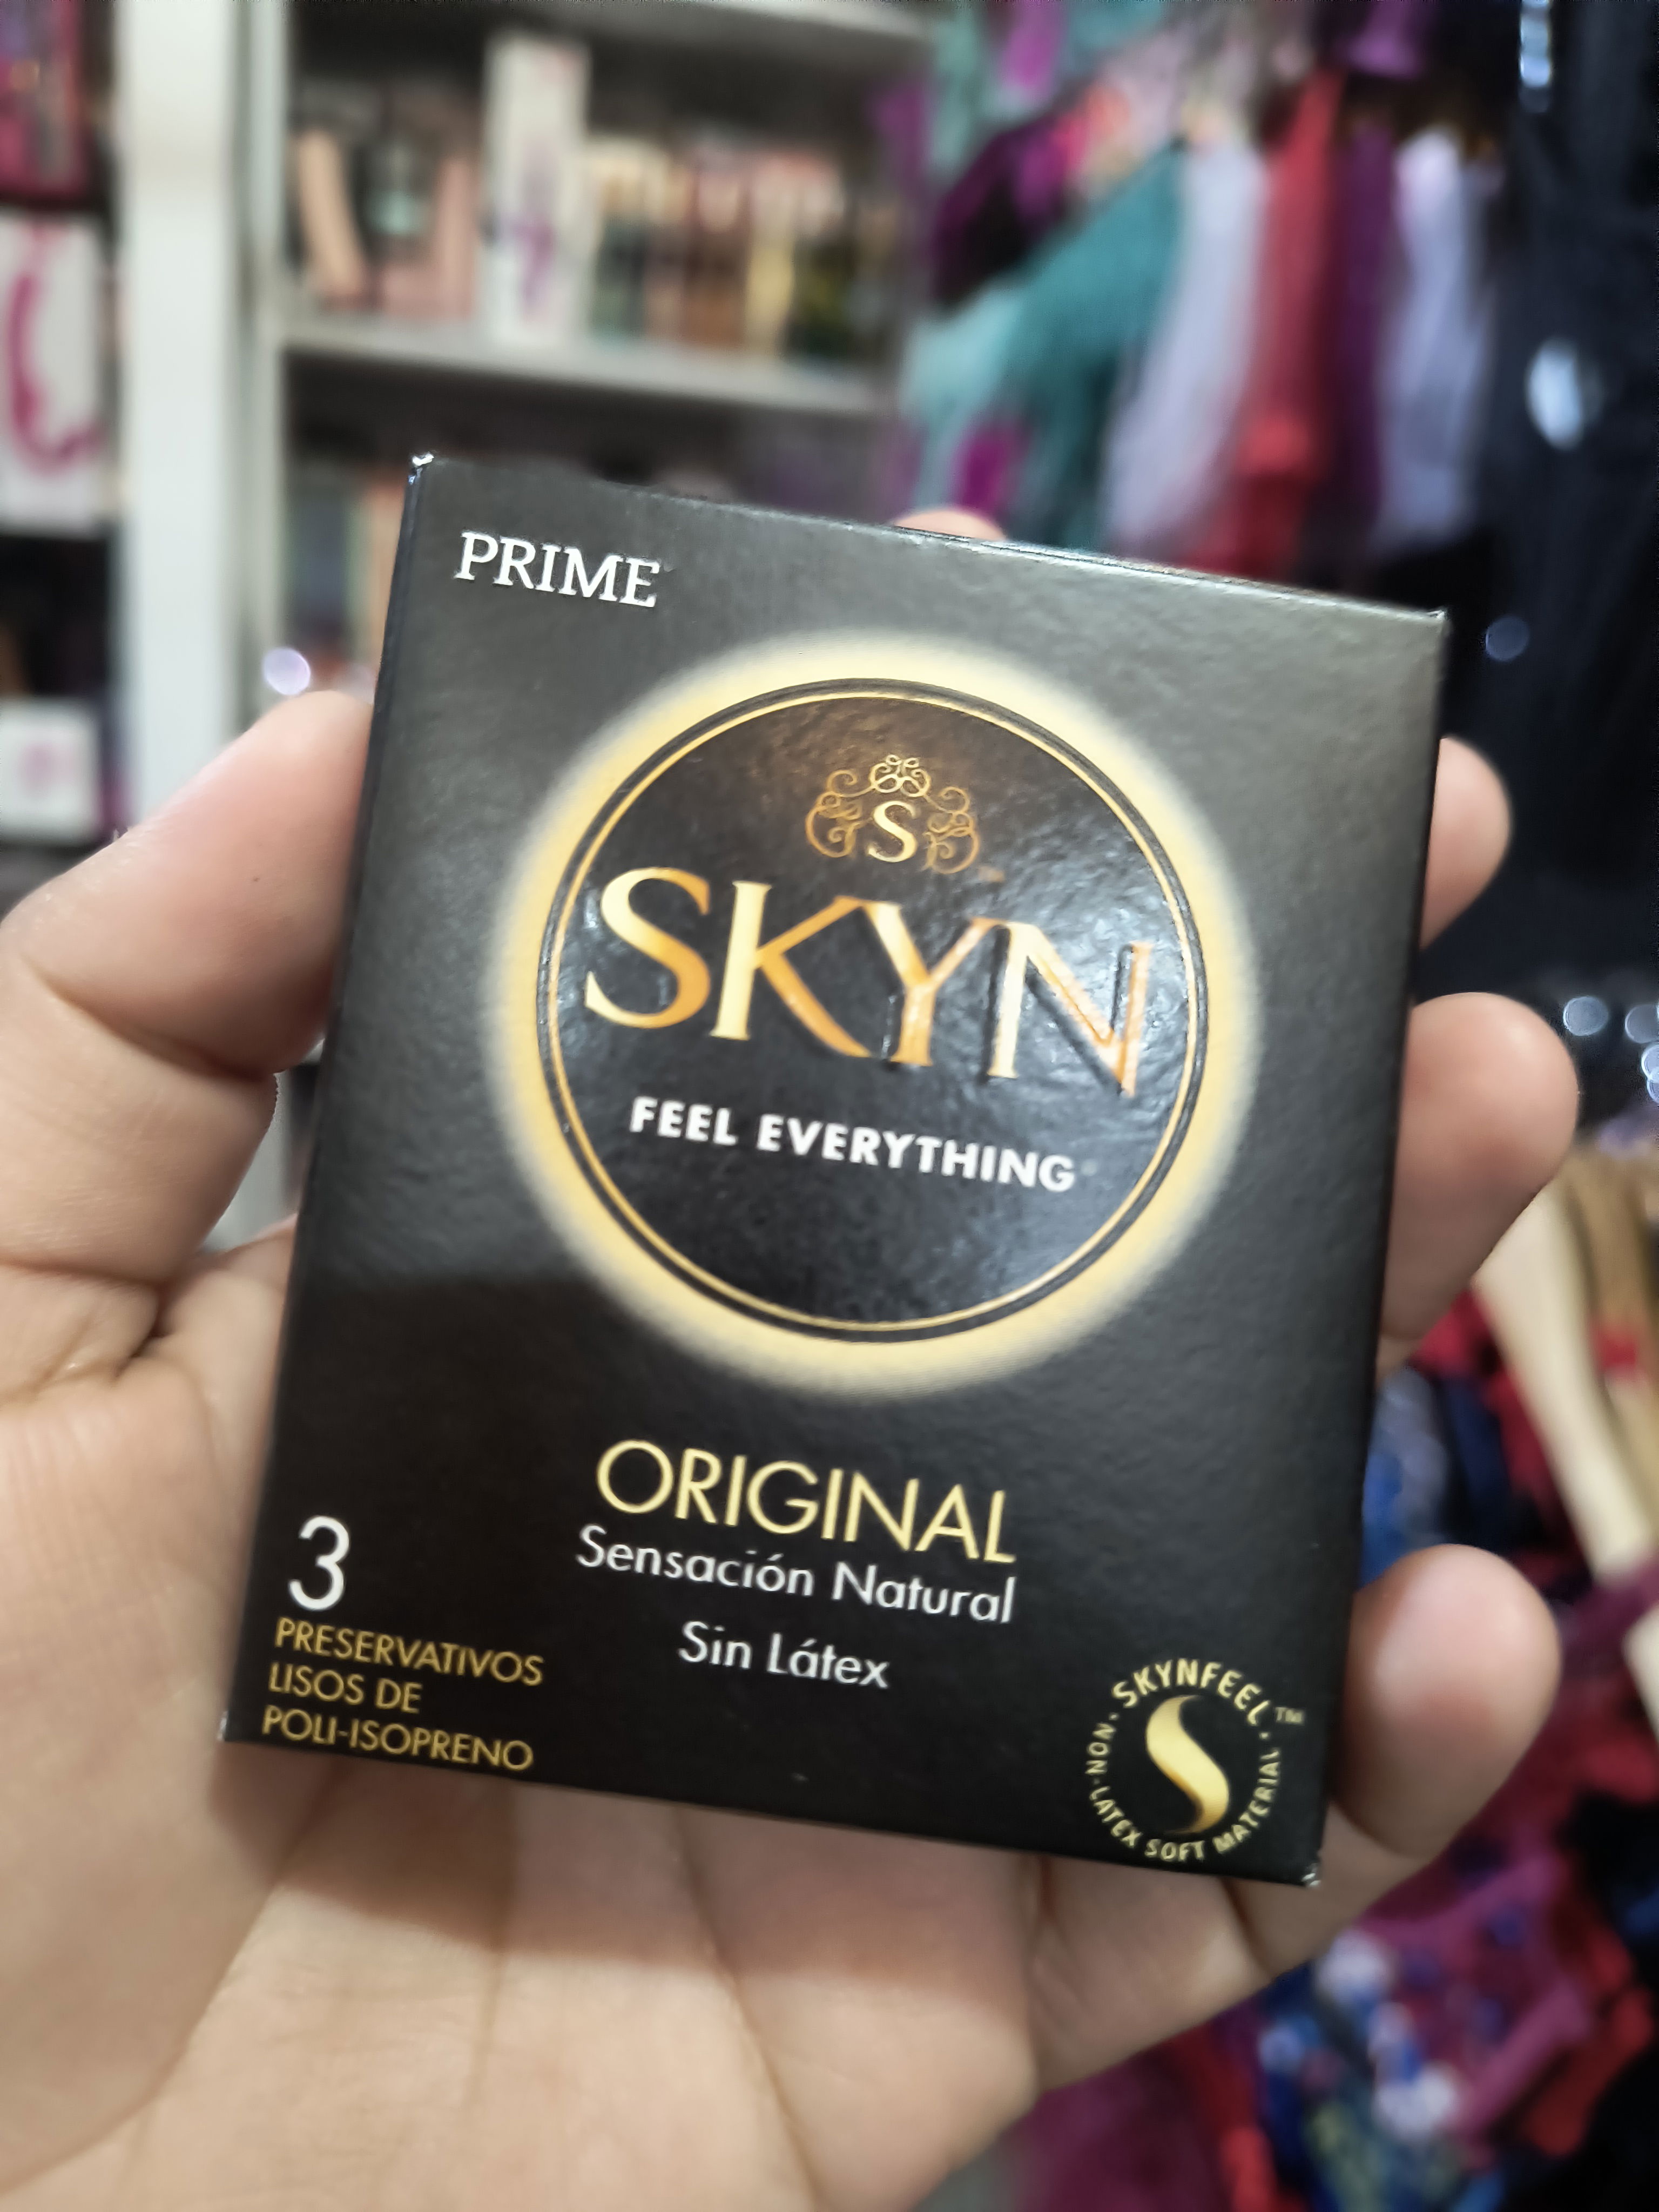 PRIME
S
SKYN
FEEL EVERYTHING
ORIGINAL
Sensación Natural
Sin Látex
3
PRESERVATIVOS
LISOS DE
POLI-ISOPRENO
SKYNFEEL™
· NON-LATEX SOFT MATERIAL ·